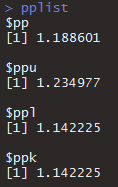 > pplist
$pp
[1] 1.188601
$ppu
[1] 1.234977
$ppl
[1] 1.142225
$ppk
[1] 1.142225